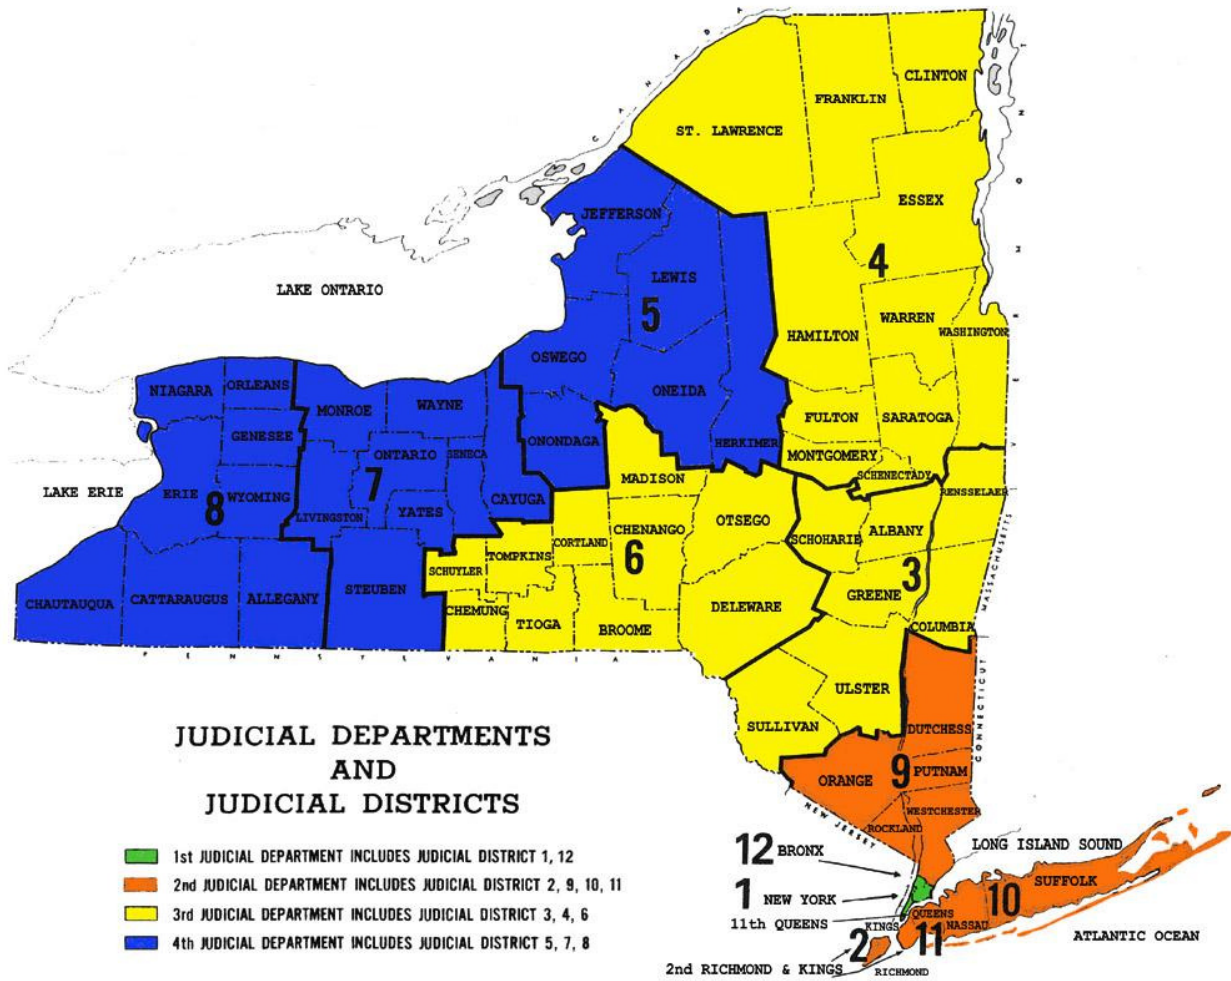 CANADA
CLINTON
FRANKLIN
ST. LAWRENCE
ESSEX
JEFFERSON
4
LEWIS
LAKE ONTARIO
5
WARREN
HAMILTON
WASHINGTON
OSWEGO
NIAGARA
ORLEANS
ONEIDA
MONROE
WAYNE
FULTON
SARATOGA
GENESEE
ONONDAGA
HERKIMER
ONTARIO
SENECA
MONTGOMERY
SCHENECTADY
MADISON
RENSSELAER
LAKE ERIE
ERIE
8
WYOMING
7
CAYUGA
LIVINGSTON
YATES
OTSEGO
CHENANGO
ALBANY
SCHOHARIE
CORTLAND
TOMPKINS
6
SCHUYLER
3
MASSACHUSETTS
CHAUTAUQUA
CATTARAUGUS
ALLEGANY
STEUBEN
GREENE
CHEMUNG
DELEWARE
TIOGA
BROOME
COLUMBIA
ULSTER
CONNECTICUT
SULLIVAN
DUTCHESS
JUDICIAL DEPARTMENTS
AND
JUDICIAL DISTRICTS
ORANGE
9
PUTNAM
NEW JERSEY
WESTCHESTER
ROCKLAND
1st JUDICIAL DEPARTMENT INCLUDES JUDICIAL DISTRICT 1, 12
2nd JUDICIAL DEPARTMENT INCLUDES JUDICIAL DISTRICT 2, 9, 10, 11
3rd JUDICIAL DEPARTMENT INCLUDES JUDICIAL DISTRICT 3, 4, 6
4th JUDICIAL DEPARTMENT INCLUDES JUDICIAL DISTRICT 5, 7, 8
12 BRONX
LONG ISLAND SOUND
SUFFOLK
10
1 NEW YORK
11th QUEENS
QUEENS
KINGS
NASSAU
11
2
ATLANTIC OCEAN
2nd RICHMOND & KINGS
RICHMOND